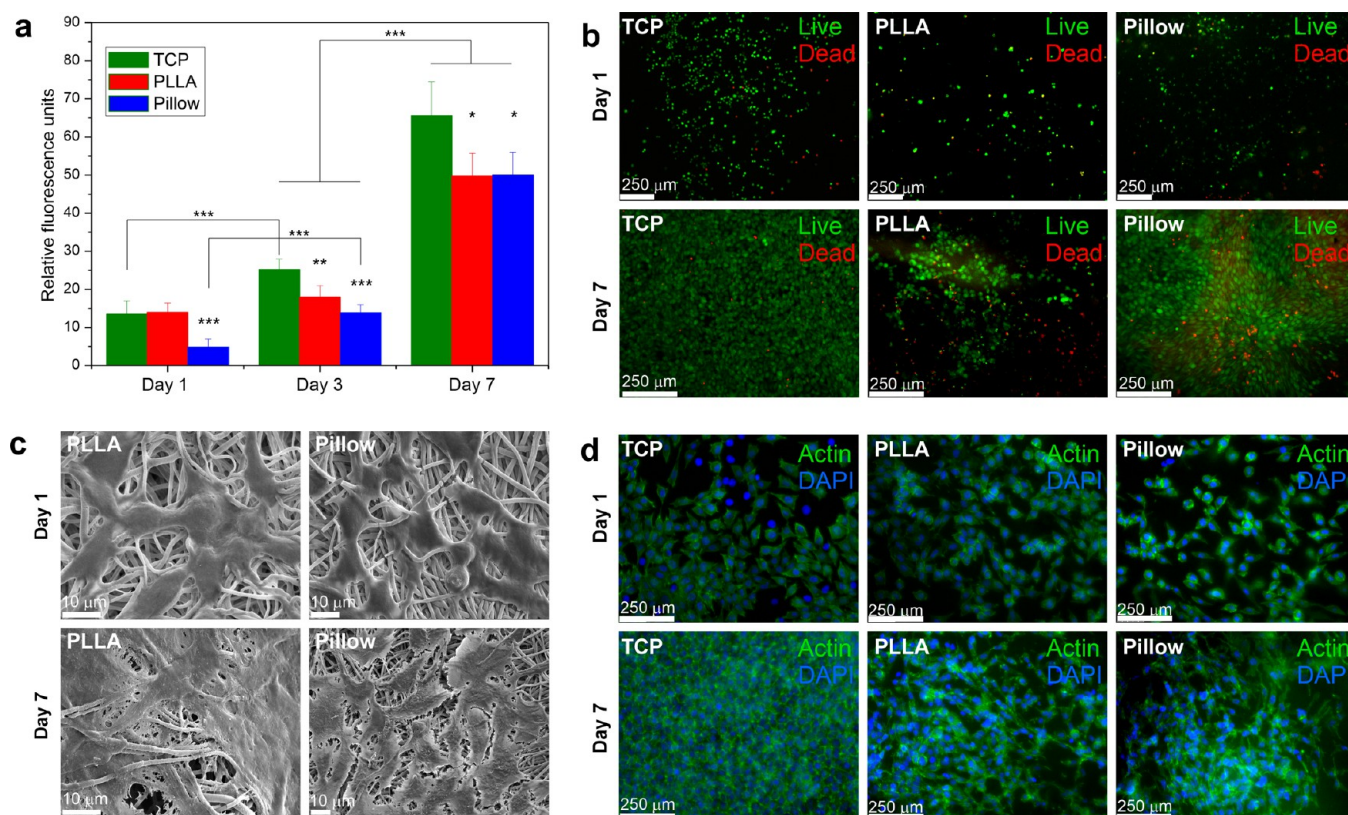 a
90
80
70
60
50
40
30
20
10
0
Relative fluorescence units
TCP
PLLA
Pillow
***
***
***
***
**
***
*
*
Day 1
Day 3
Day 7
b
Day 1
TCP
Live
Dead
250 μm
PLLA
Live
Dead
250 μm
Pillow
Live
Dead
250 μm
Day 7
TCP
Live
Dead
250 μm
PLLA
Live
Dead
250 μm
Pillow
Live
Dead
250 μm
c
Day 1
PLLA
10 μm
Pillow
10 μm
Day 7
PLLA
10 μm
Pillow
10 μm
d
Day 1
TCP
Actin
DAPI
250 μm
PLLA
Actin
DAPI
250 μm
Pillow
Actin
DAPI
250 μm
Day 7
TCP
Actin
DAPI
250 μm
PLLA
Actin
DAPI
250 μm
Pillow
Actin
DAPI
250 μm